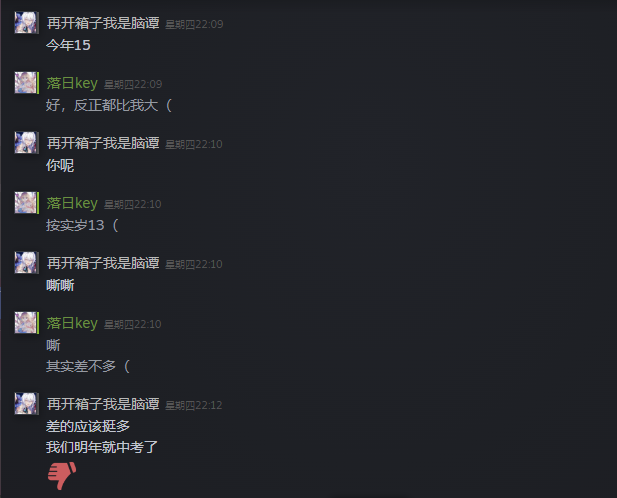 再开箱子我是脑谭 星期四22:09
今年15
落日key 星期四22:09
好，反正都比我大（
再开箱子我是脑谭 星期四22:10
你呢
落日key 星期四22:10
按实岁13（
再开箱子我是脑谭 星期四22:10
嘶嘶
落日key 星期四22:10
嘶
其实差不多（
再开箱子我是脑谭 星期四22:12
差的应该挺多
我们明年就中考了